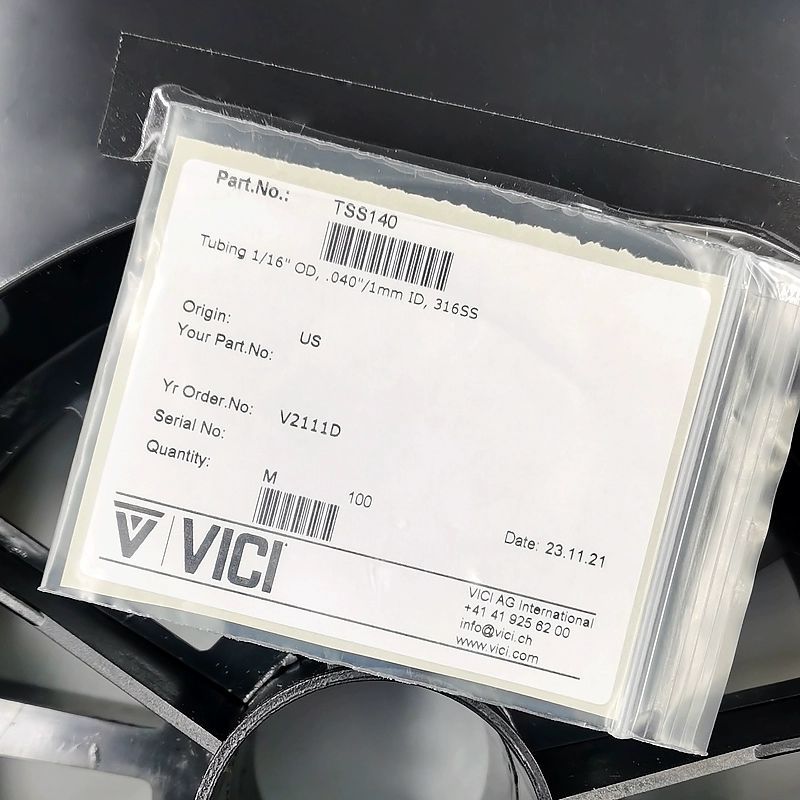 Part.No.: TSS140
Tubing 1/16" OD, .040"/1mm ID, 316SS
Origin: US
Your Part.No:
Yr Order.No: V2111D
Serial No:
Quantity: M 100
Date: 23.11.21
VICI
VICI AG International
+41 41 925 62 00
info@vici.ch
www.vici.com